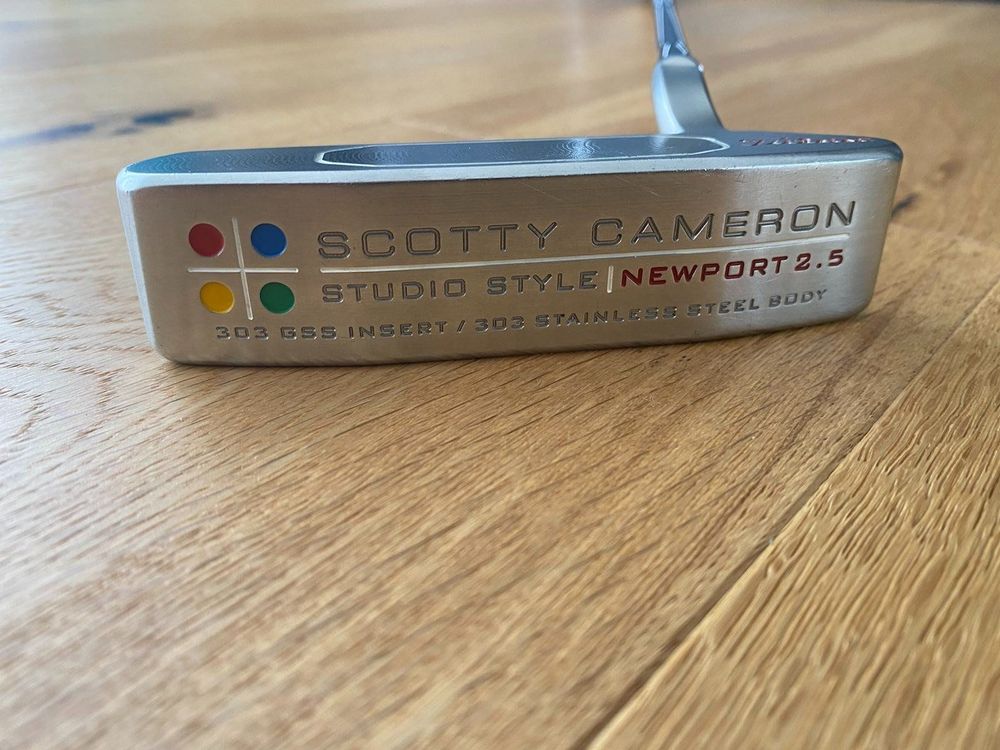 SCOTTY CAMERON
STUDIO STYLE | NEWPORT 2.5
303 GSS INSERT / 303 STAINLESS STEEL BODY